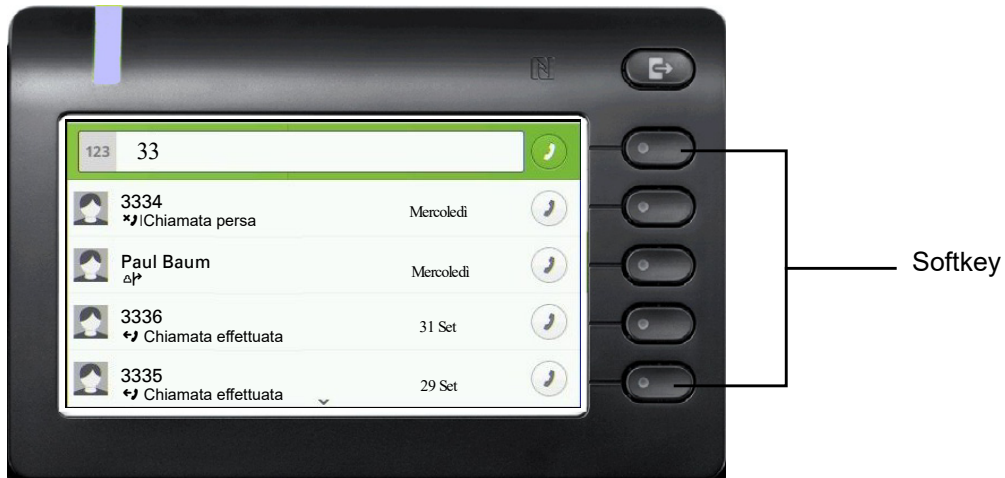 123 33
3334
Chiamata persa
Mercoledì
Paul Baum
Mercoledì
3336
Chiamata effettuata
31 Set
3335
Chiamata effettuata
29 Set
Softkey